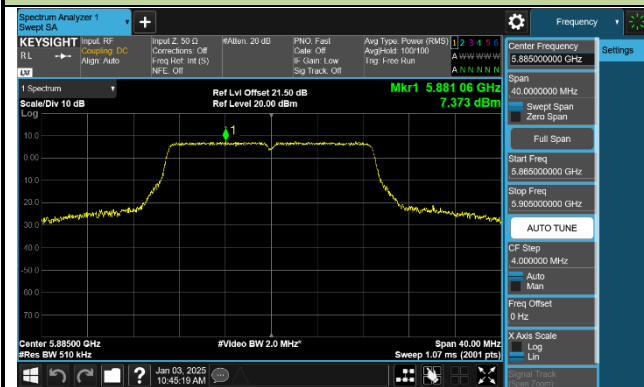 Spectrum Analyzer 1
Swept SA
Frequency
KEYSIGHT
RL
LXI
Input: RF
Coupling: DC
Align: Auto
Input Z: 50 Ω
Corrections: Off
Freq Ref: Int (S)
NFE: Off
#Atten: 20 dB
PNO: Fast
Gate: Off
IF Gain: Low
Sig Track: Off
Avg Type: Power (RMS)
Avg|Hold: 100/100
Trig: Free Run
1 2 3 4 5 6
A W W W W W
A N N N N N
Center Frequency
5.885000000 GHz
Settings
Span
40.0000000 MHz
Swept Span
Zero Span
Full Span
Start Freq
5.865000000 GHz
Stop Freq
5.905000000 GHz
AUTO TUNE
CF Step
4.000000 MHz
Auto
Man
Freq Offset
0 Hz
X Axis Scale
Log
Lin
Signal Track
(Span Zoom)
1 Spectrum
Scale/Div 10 dB
Log
Ref Lvl Offset 21.50 dB
Ref Level 20.00 dBm
Mkr1 5.881 06 GHz
7.373 dBm
1
10.0
0.00
10.0
20.0
30.0
40.0
50.0
60.0
70.0
Center 5.88500 GHz
#Res BW 510 kHz
#Video BW 2.0 MHz*
Span 40.00 MHz
Sweep 1.07 ms (2001 pts)
?
Jan 03, 2025
10:45:19 AM